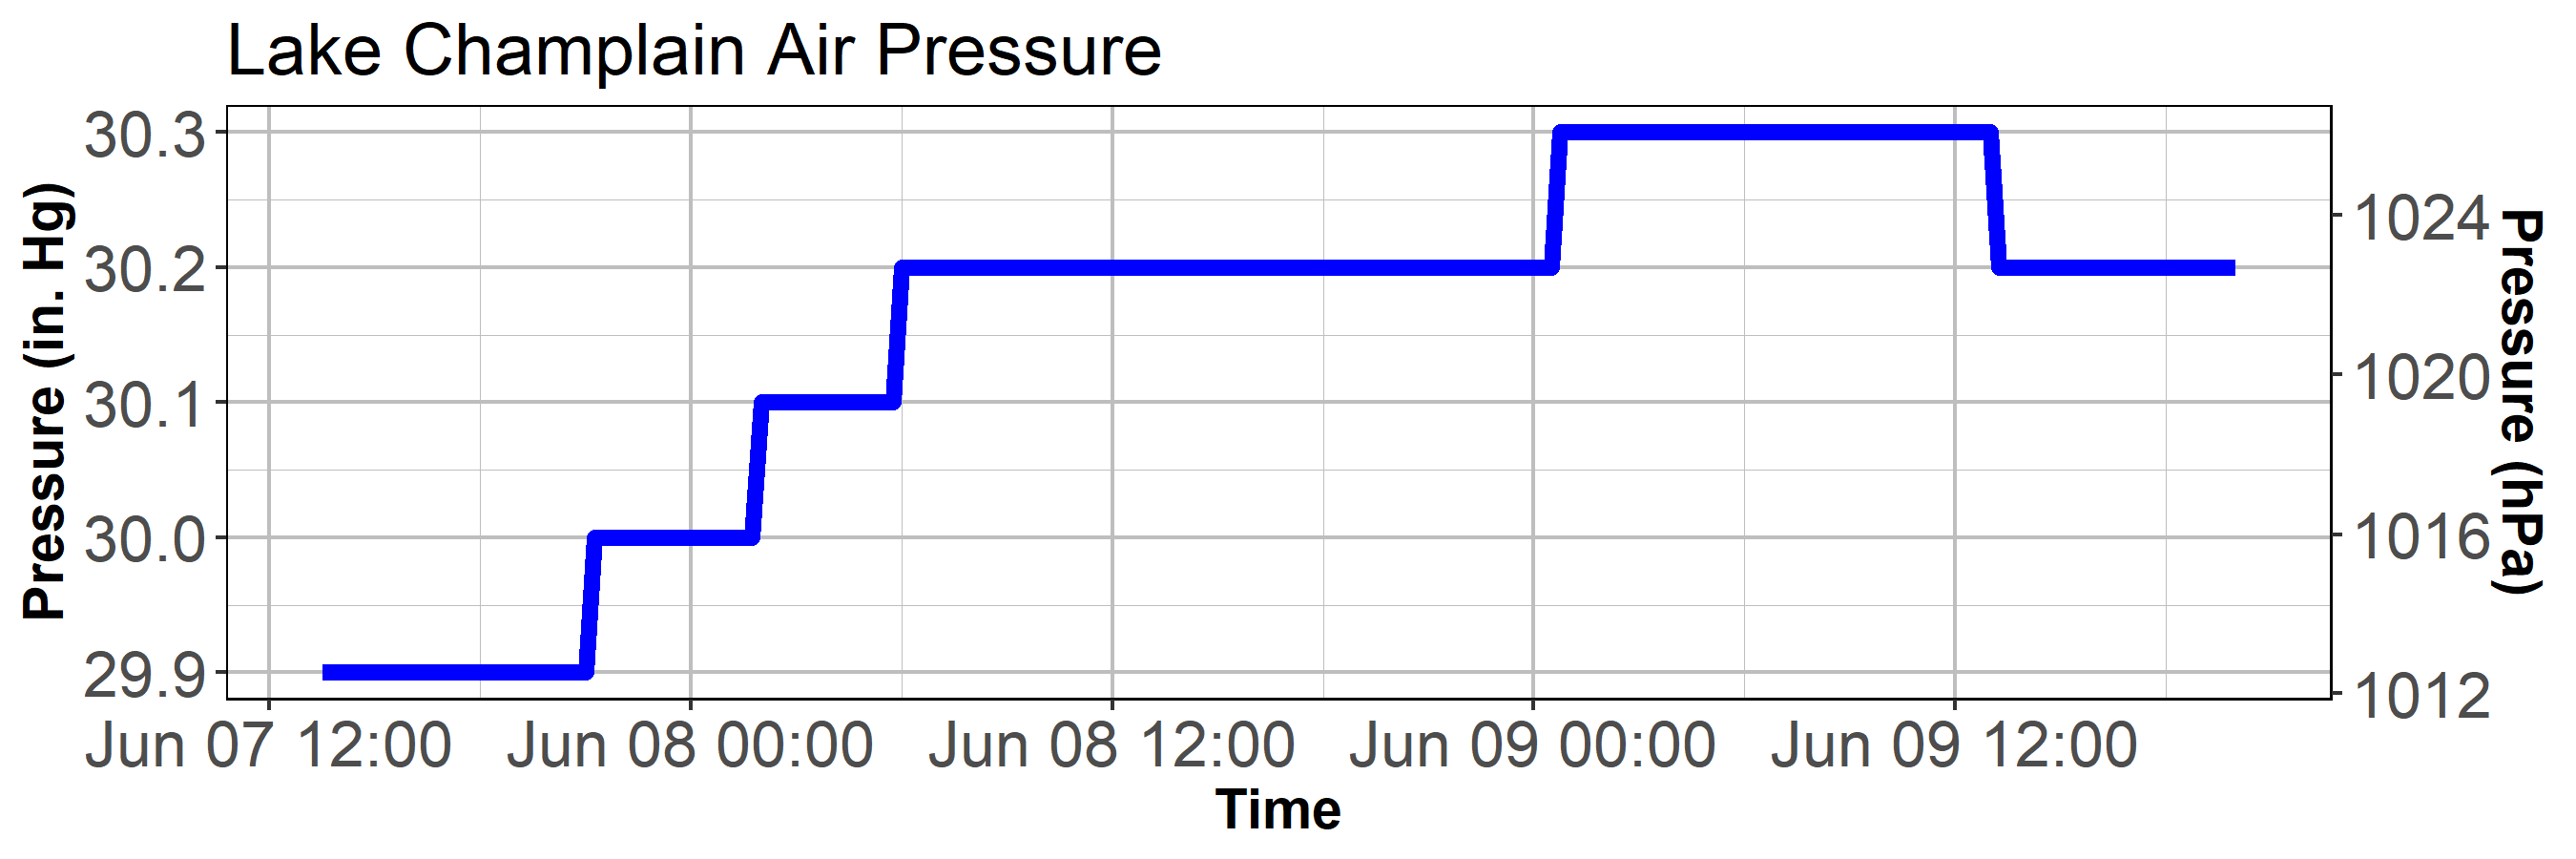 Lake Champlain Air Pressure
Pressure (in. Hg)
30.3
30.2
30.1
30.0
29.9
1024
1020
1016
1012
Pressure (hPa)
Jun 07 12:00 Jun 08 00:00 Jun 08 12:00 Jun 09 00:00 Jun 09 12:00
Time